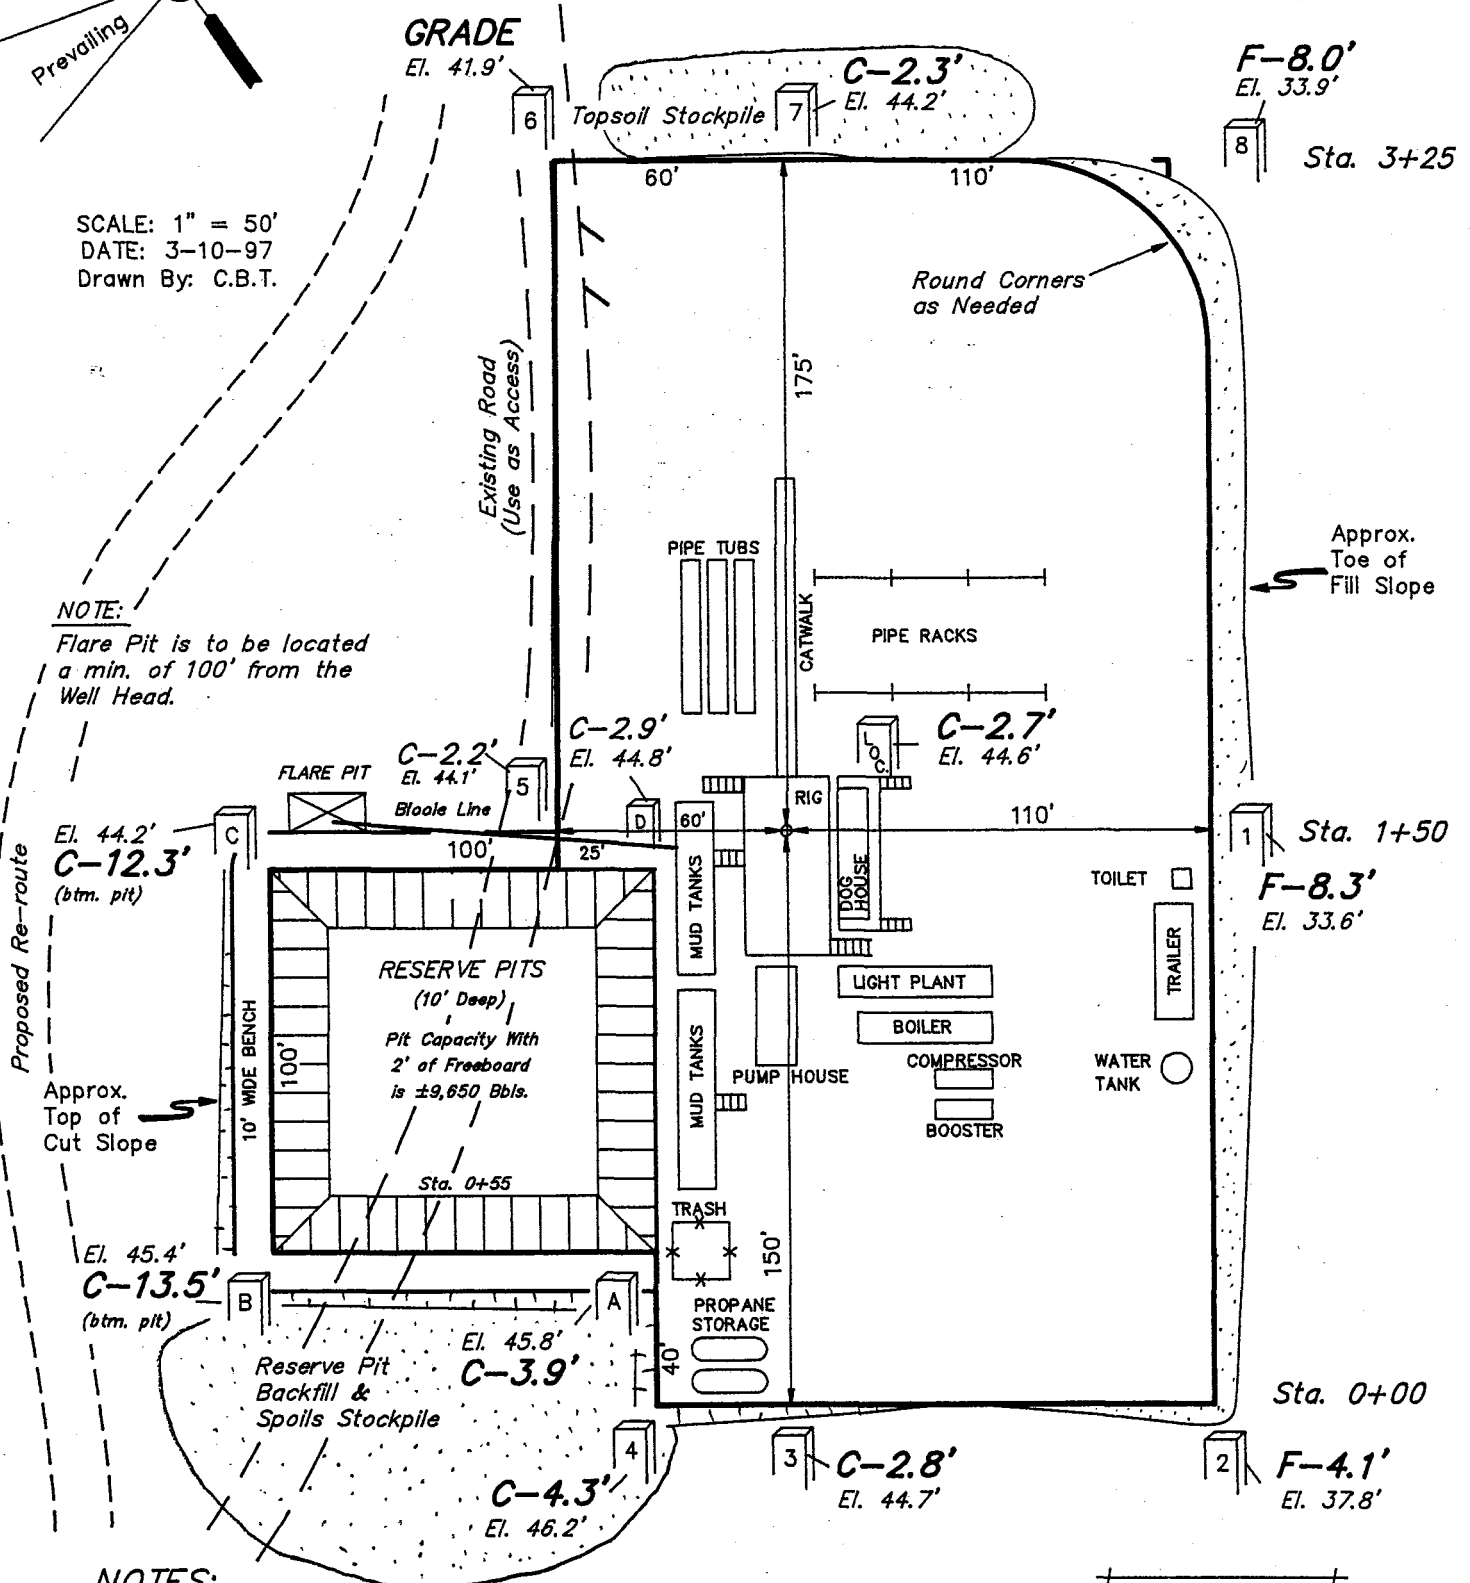 Prevailing
GRADE
El. 41.9'
6
Topsoil Stockpile
7
C-2.3'
El. 44.2'
F-8.0'
El. 33.9'
8
Sta. 3+25
60'
110'
SCALE: 1" = 50'
DATE: 3-10-97
Drawn By: C.B.T.
Round Corners
as Needed
175'
Existing Road
(Use as Access)
Approx.
Toe of
Fill Slope
PIPE TUBS
CATWALK
PIPE RACKS
NOTE:
Flare Pit is to be located
a min. of 100' from the
Well Head.
C-2.9'
El. 44.8'
LOC.
C-2.7'
El. 44.6'
C-2.2'
El. 44.1'
5
FLARE PIT
Blooie Line
D
60'
RIG
110'
1
Sta. 1+50
El. 44.2'
C
C-12.3'
(btm. pit)
100'
25'
F-8.3'
El. 33.6'
DOG
HOUSE
TOILET
MUD TANKS
TRAILER
Proposed Re-route
RESERVE PITS
(10' Deep)
Pit Capacity With
2' of Freeboard
is ±9,650 Bbls.
LIGHT PLANT
BOILER
COMPRESSOR
PUMP HOUSE
BOOSTER
WATER
TANK
MUD TANKS
10' WIDE BENCH
100'
Approx.
Top of
Cut Slope
Sta. 0+55
TRASH
150'
El. 45.4'
C-13.5'
(btm. pit)
B
A
PROPANE
STORAGE
El. 45.8'
C-3.9'
40'
Reserve Pit
Backfill &
Spoils Stockpile
Sta. 0+00
4
C-4.3'
El. 46.2'
3
C-2.8'
El. 44.7'
2
F-4.1'
El. 37.8'
NOTES: